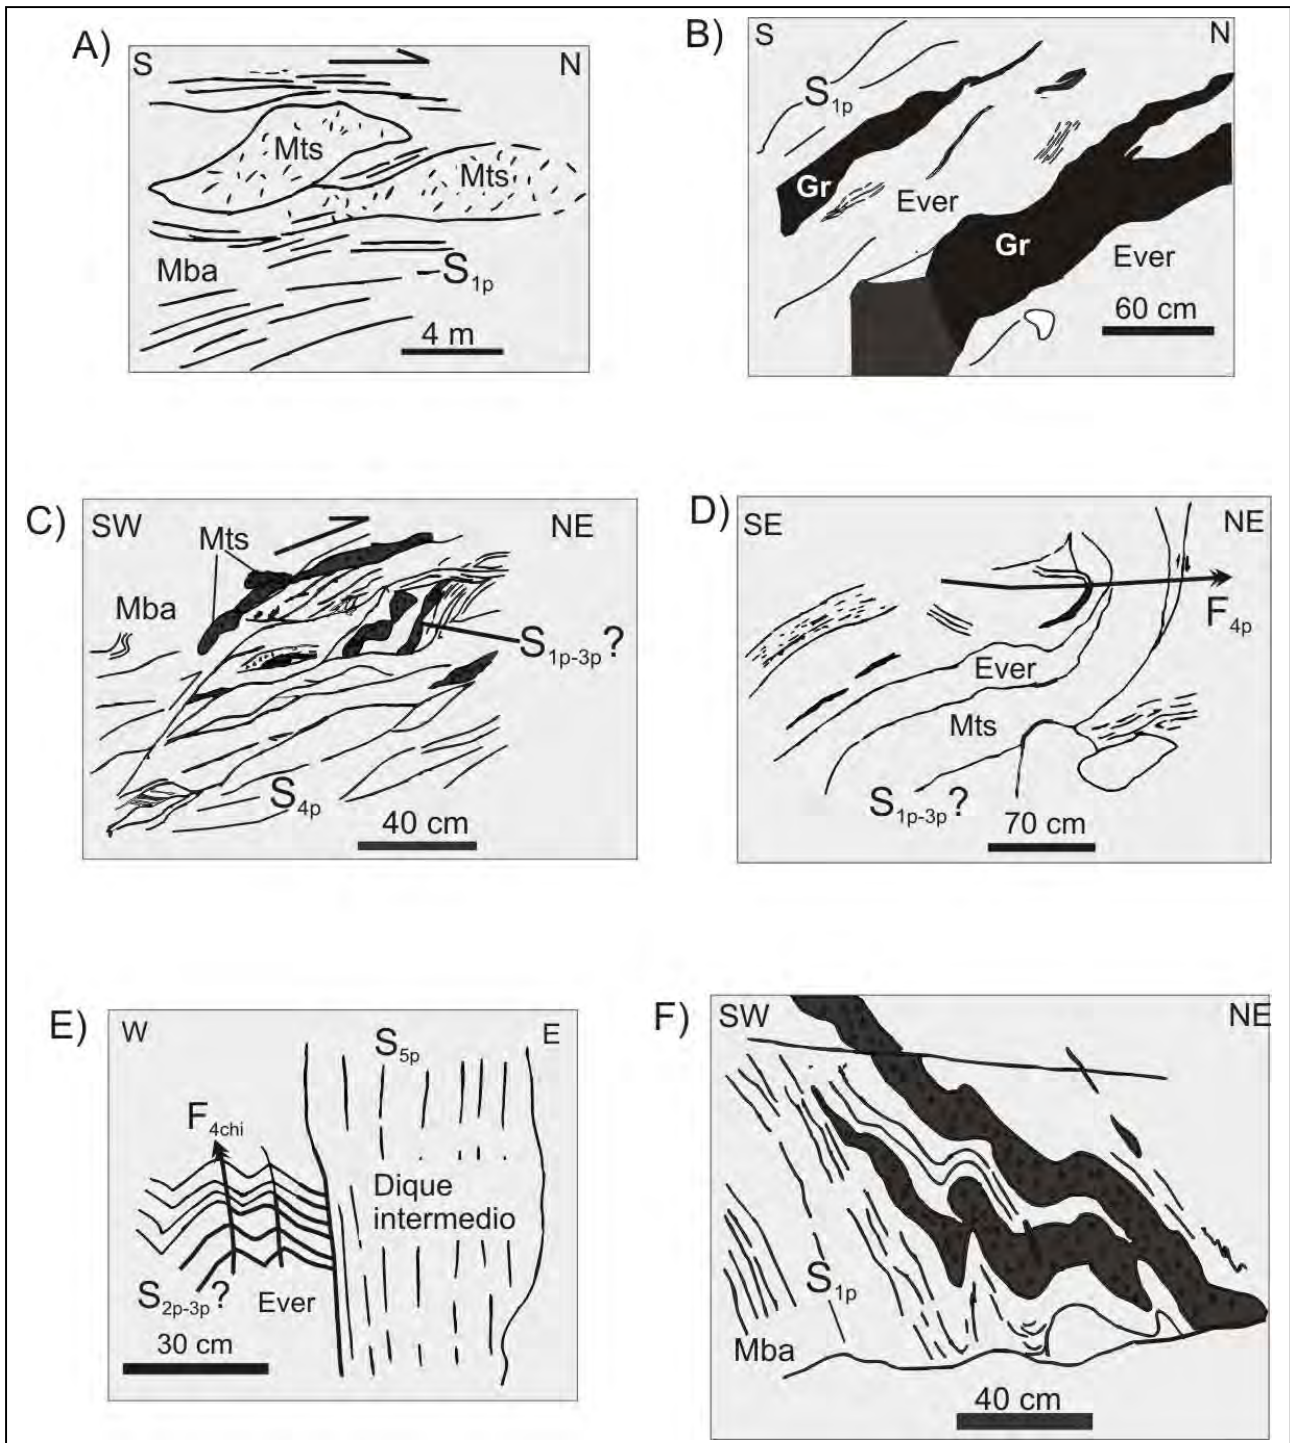 A)
S
N
Mts
Mts
Mba
S1p
4 m
B)
S
N
S1p
Gr
Ever
Gr
Ever
60 cm
C)
SW
NE
Mts
Mba
S1p-3p?
S4p
40 cm
D)
SE
NE
F4p
Ever
Mts
S1p-3p?
70 cm
E)
W
E
S5p
F4chi
Dique
intermedio
S2p-3p?
Ever
30 cm
F)
SW
NE
S1p
Mba
40 cm